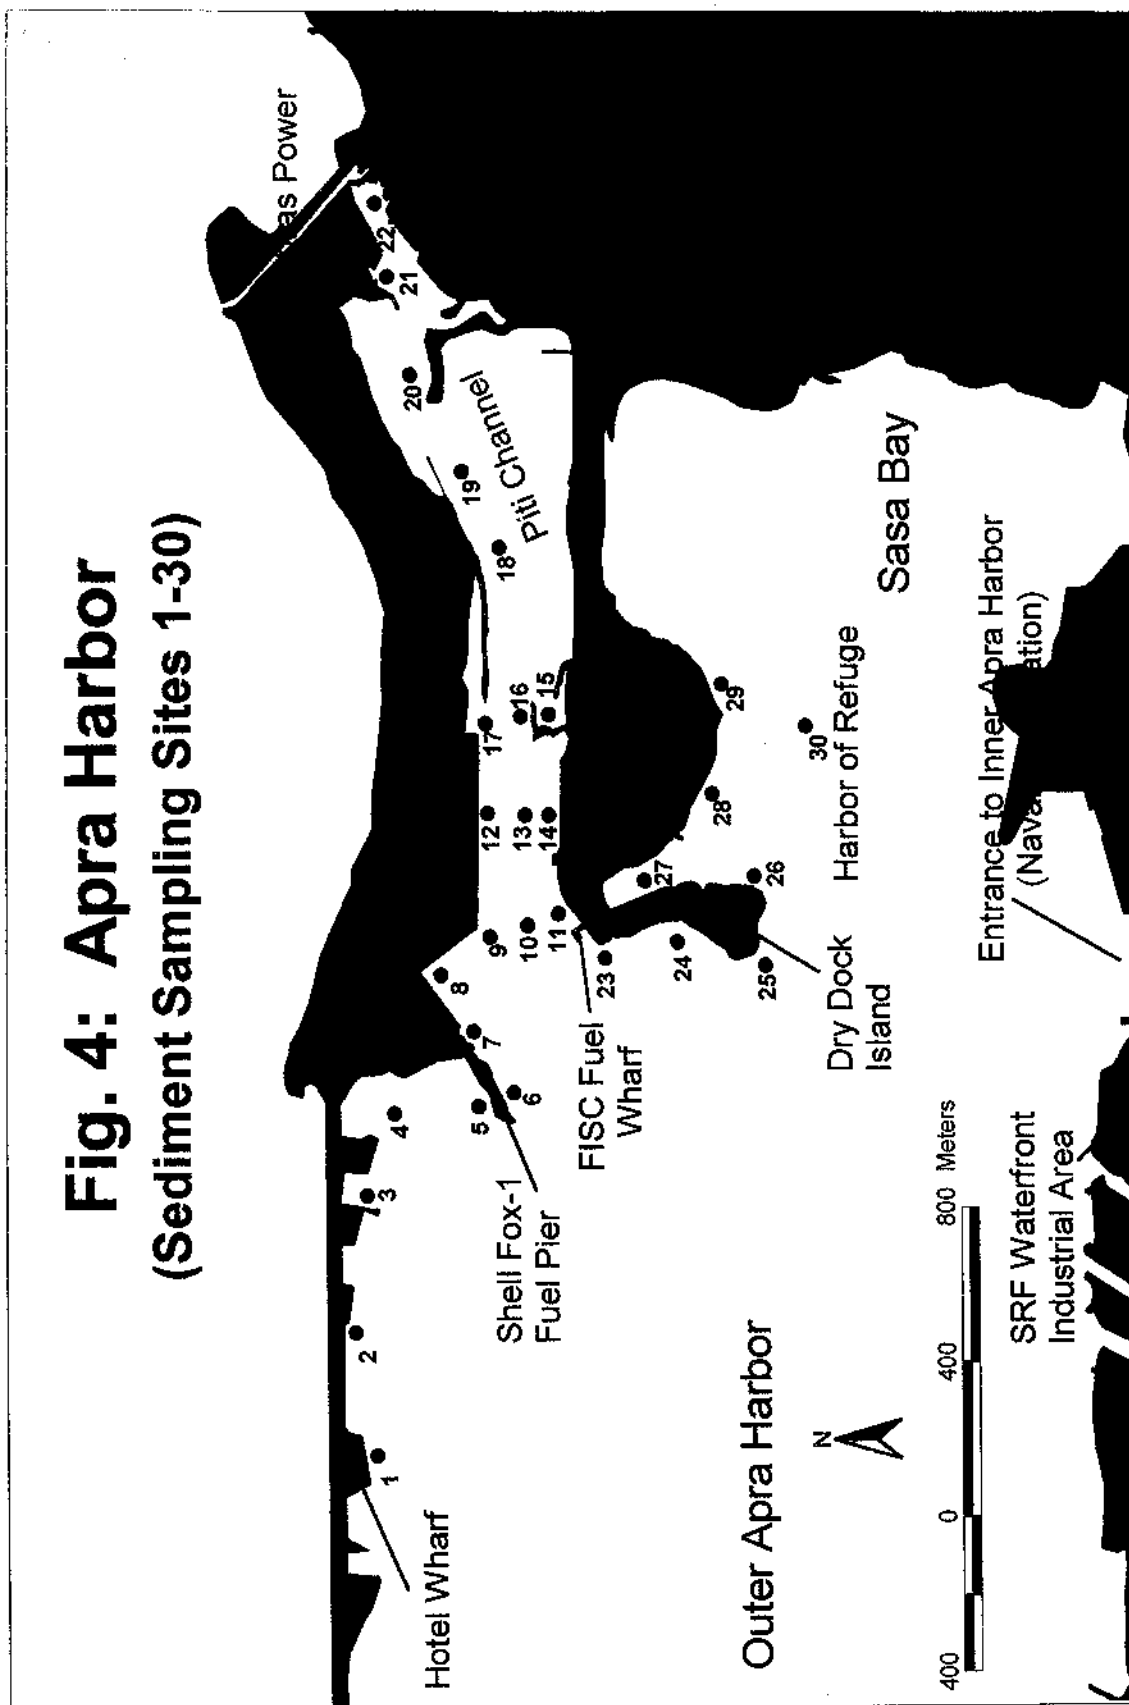 Fig. 4: Apra Harbor
(Sediment Sampling Sites 1-30)
as Power
Hotel Wharf
1
2
3
4
5
6
7
8
9
10
11
12
13
14
15
16
17
18
19
20
21
22
Piti Channel
Shell Fox-1
Fuel Pier
FISC Fuel
Wharf
23
24
25
26
27
28
29
30
Dry Dock
Island
Harbor of Refuge
Sasa Bay
Outer Apra Harbor
N
400 0 400 800 Meters
SRF Waterfront
Industrial Area
Entrance to Inner Apra Harbor
(Nava ation)